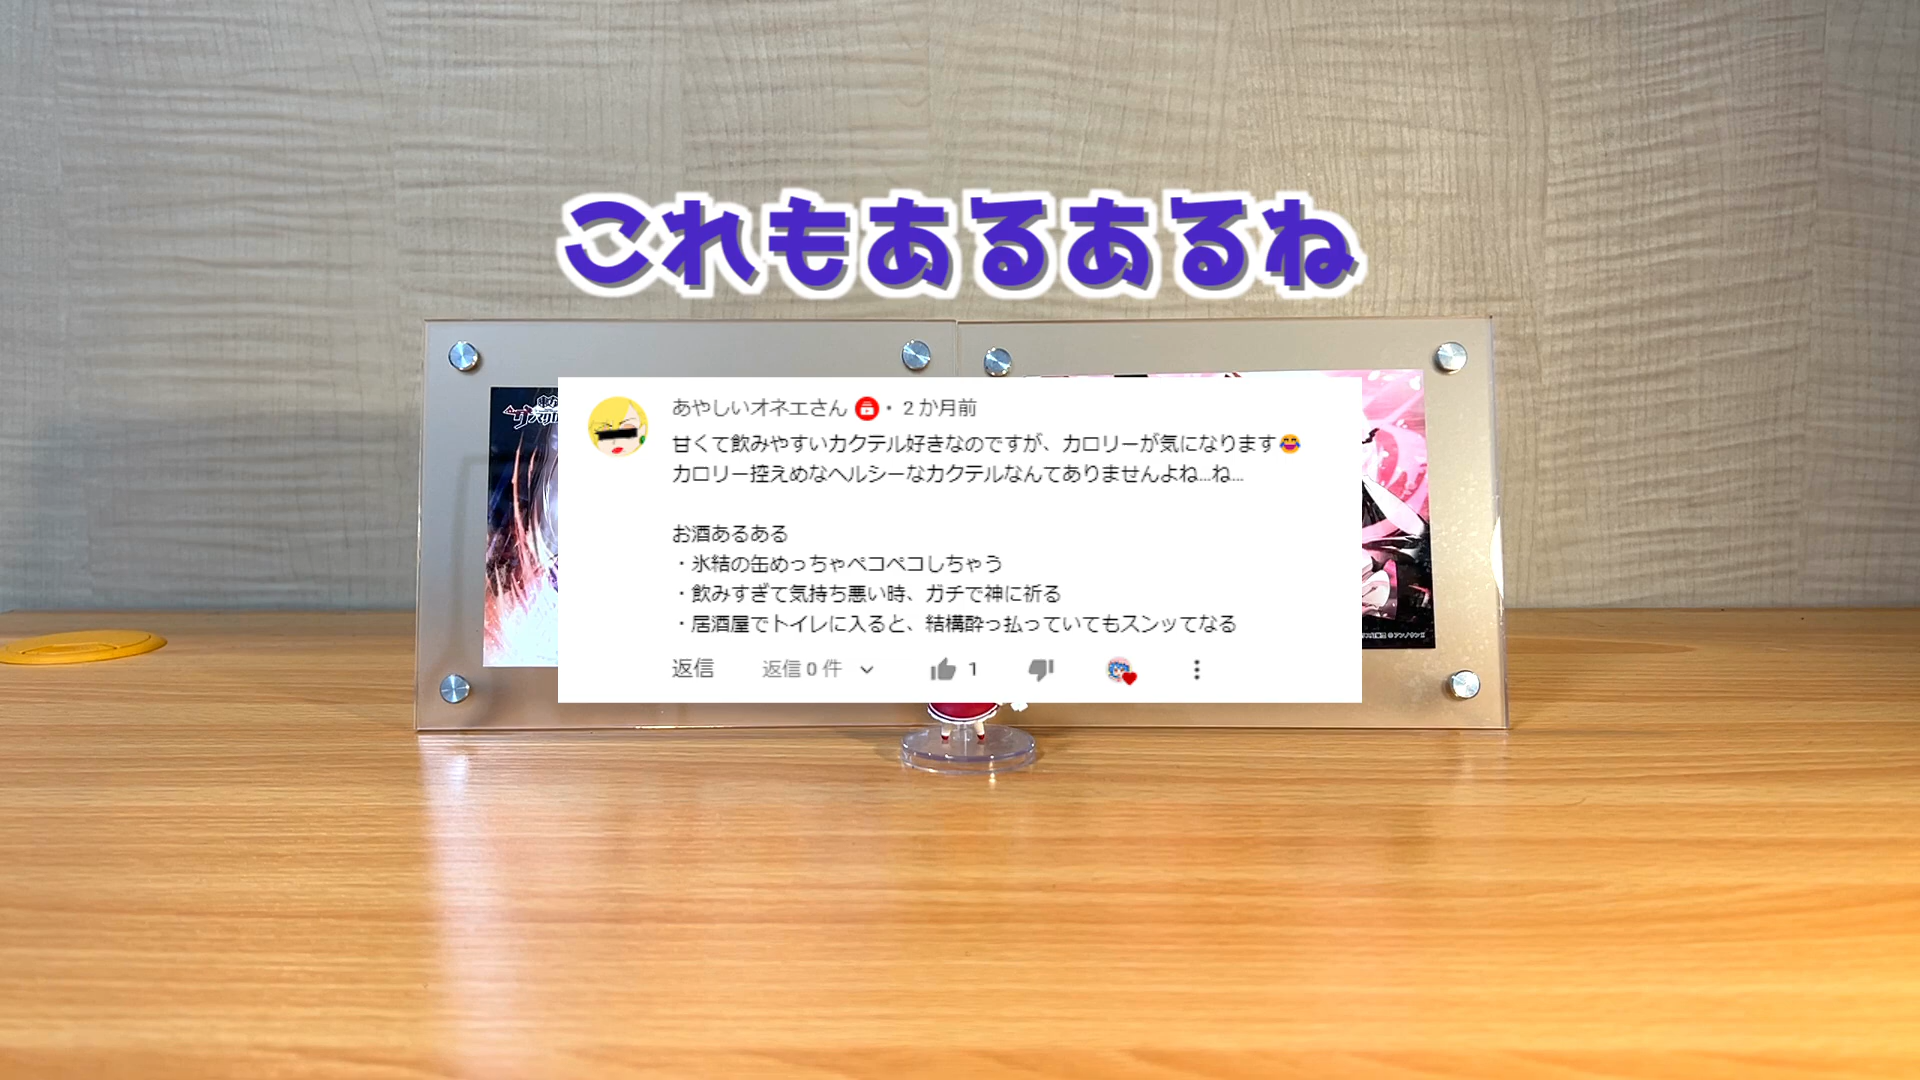 これもあるあるね
あやしいオネエさん ・ 2 か月前
甘くて飲みやすいカクテル好きなのですが、カロリーが気になります😂
カロリー控えめなヘルシーなカクテルなんてありませんよね...ね...
お酒あるある
・氷結の缶めっちゃペコペコしちゃう
・飲みすぎて気持ち悪い時、ガチで神に祈る
・居酒屋でトイレに入ると、結構酔っ払っていてもスンッてなる
返信 返信 0 件 1